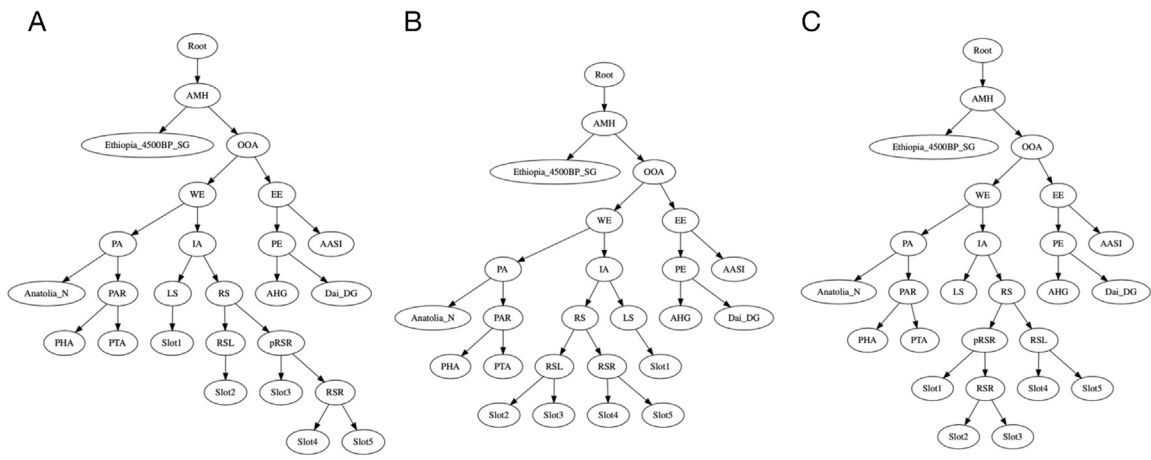 A
Root
AMH
Ethiopia_4500BP_SG
OOA
WE
EE
PA
IA
PE
AASI
Anatolia_N
PAR
LS
RS
AHG
Dai_DG
PHA
PTA
Slot1
RSL
pRSR
Slot2
Slot3
RSR
Slot4
Slot5
B
Root
AMH
Ethiopia_4500BP_SG
OOA
WE
EE
PA
IA
PE
AASI
Anatolia_N
PAR
RS
LS
AHG
Dai_DG
PHA
PTA
RSL
RSR
Slot1
Slot2
Slot3
Slot4
Slot5
C
Root
AMH
Ethiopia_4500BP_SG
OOA
WE
EE
PA
IA
PE
AASI
Anatolia_N
PAR
LS
RS
AHG
Dai_DG
PHA
PTA
pRSR
RSL
Slot1
RSR
Slot4
Slot5
Slot2
Slot3